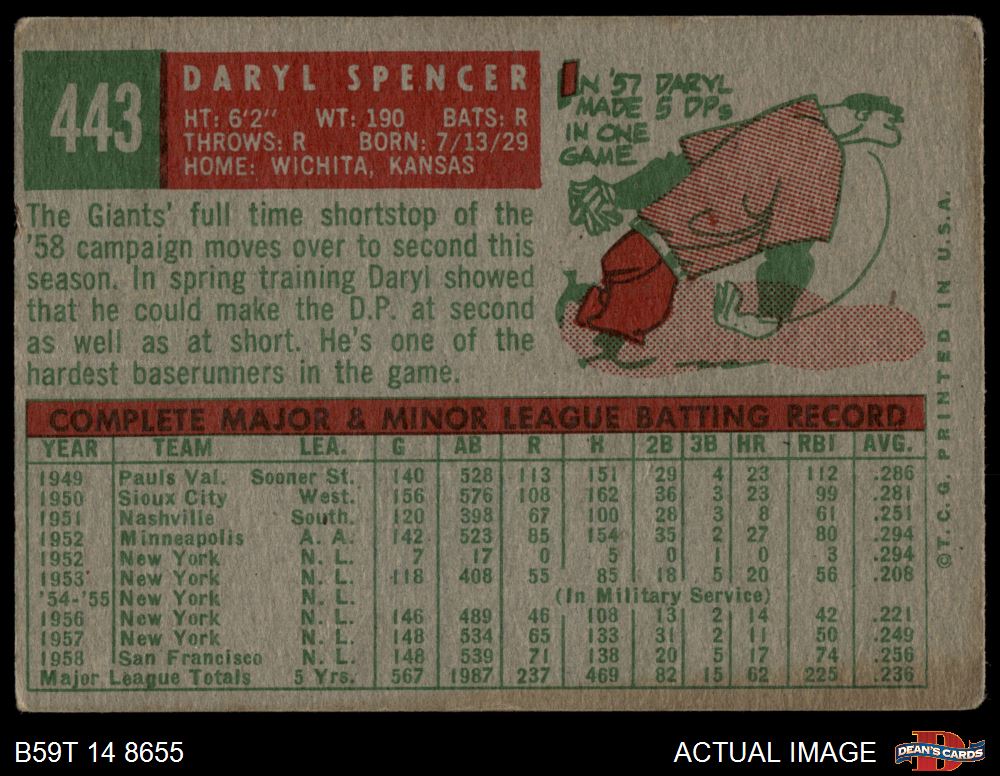 443
DARYL SPENCER
HT: 6'2" WT: 190 BATS: R
THROWS: R BORN: 7/13/29
HOME: WICHITA, KANSAS
IN '57 DARYL
MADE 5 DPs
IN ONE
GAME
The Giants' full time shortstop of the
'58 campaign moves over to second this
season. In spring training Daryl showed
that he could make the D.P. at second
as well as at short. He's one of the
hardest baserunners in the game.
COMPLETE MAJOR & MINOR LEAGUE BATTING RECORD
YEAR TEAM LEA. G AB R H 2B 3B HR RBI AVG.
1949 Pauls Val. Sooner St. 140 528 113 151 29 4 23 112 .286
1950 Sioux City West. 156 576 108 162 36 3 23 99 .281
1951 Nashville South. 120 398 67 100 28 3 8 61 .251
1952 Minneapolis A. A. 142 523 85 154 35 2 27 80 .294
1952 New York N. L. 7 17 0 5 0 1 0 3 .294
1953 New York N. L. 118 408 55 85 18 5 20 56 .208
'54-'55 New York N. L. (In Military Service)
1956 New York N. L. 146 489 46 108 13 2 14 42 .221
1957 New York N. L. 148 534 65 133 31 2 11 50 .249
1958 San Francisco N. L. 148 539 71 138 20 5 17 74 .256
Major League Totals 5 Yrs. 567 1987 237 469 82 15 62 225 .236
©T. C. G. PRINTED IN U.S.A.
B59T 14 8655
ACTUAL IMAGE
DEAN'S CARDS